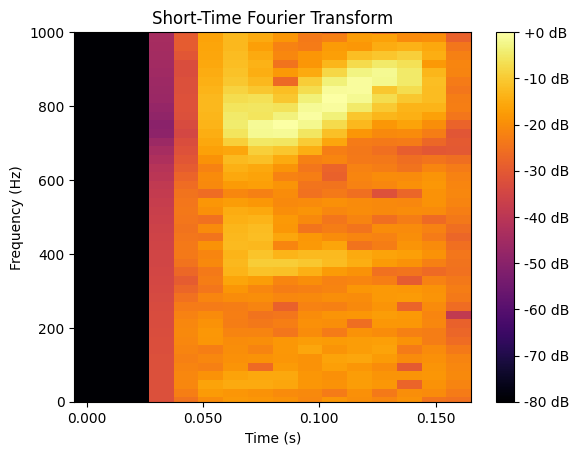 Short-Time Fourier Transform
1000
800
600
400
200
0
Frequency (Hz)
0.000
0.050
0.100
0.150
Time (s)
+0 dB
-10 dB
-20 dB
-30 dB
-40 dB
-50 dB
-60 dB
-70 dB
-80 dB